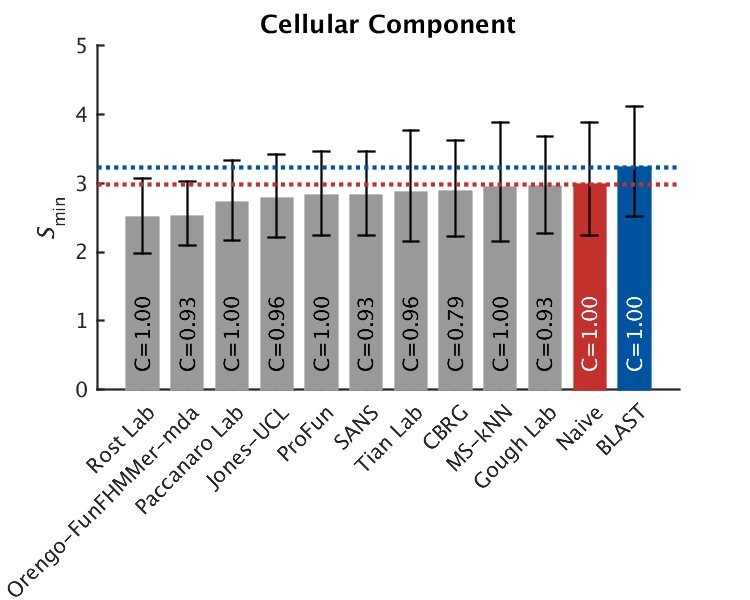 Cellular Component
5
4
3
2
1
0
Smin
C=1.00
C=0.93
C=1.00
C=0.96
C=1.00
C=0.93
C=0.96
C=0.79
C=1.00
C=0.93
C=1.00
C=1.00
Rost Lab
Orengo-FunFHMMer-mda
Paccanaro Lab
Jones-UCL
ProFun
SANS
Tian Lab
CBRG
MS-kNN
Gough Lab
Naive
BLAST